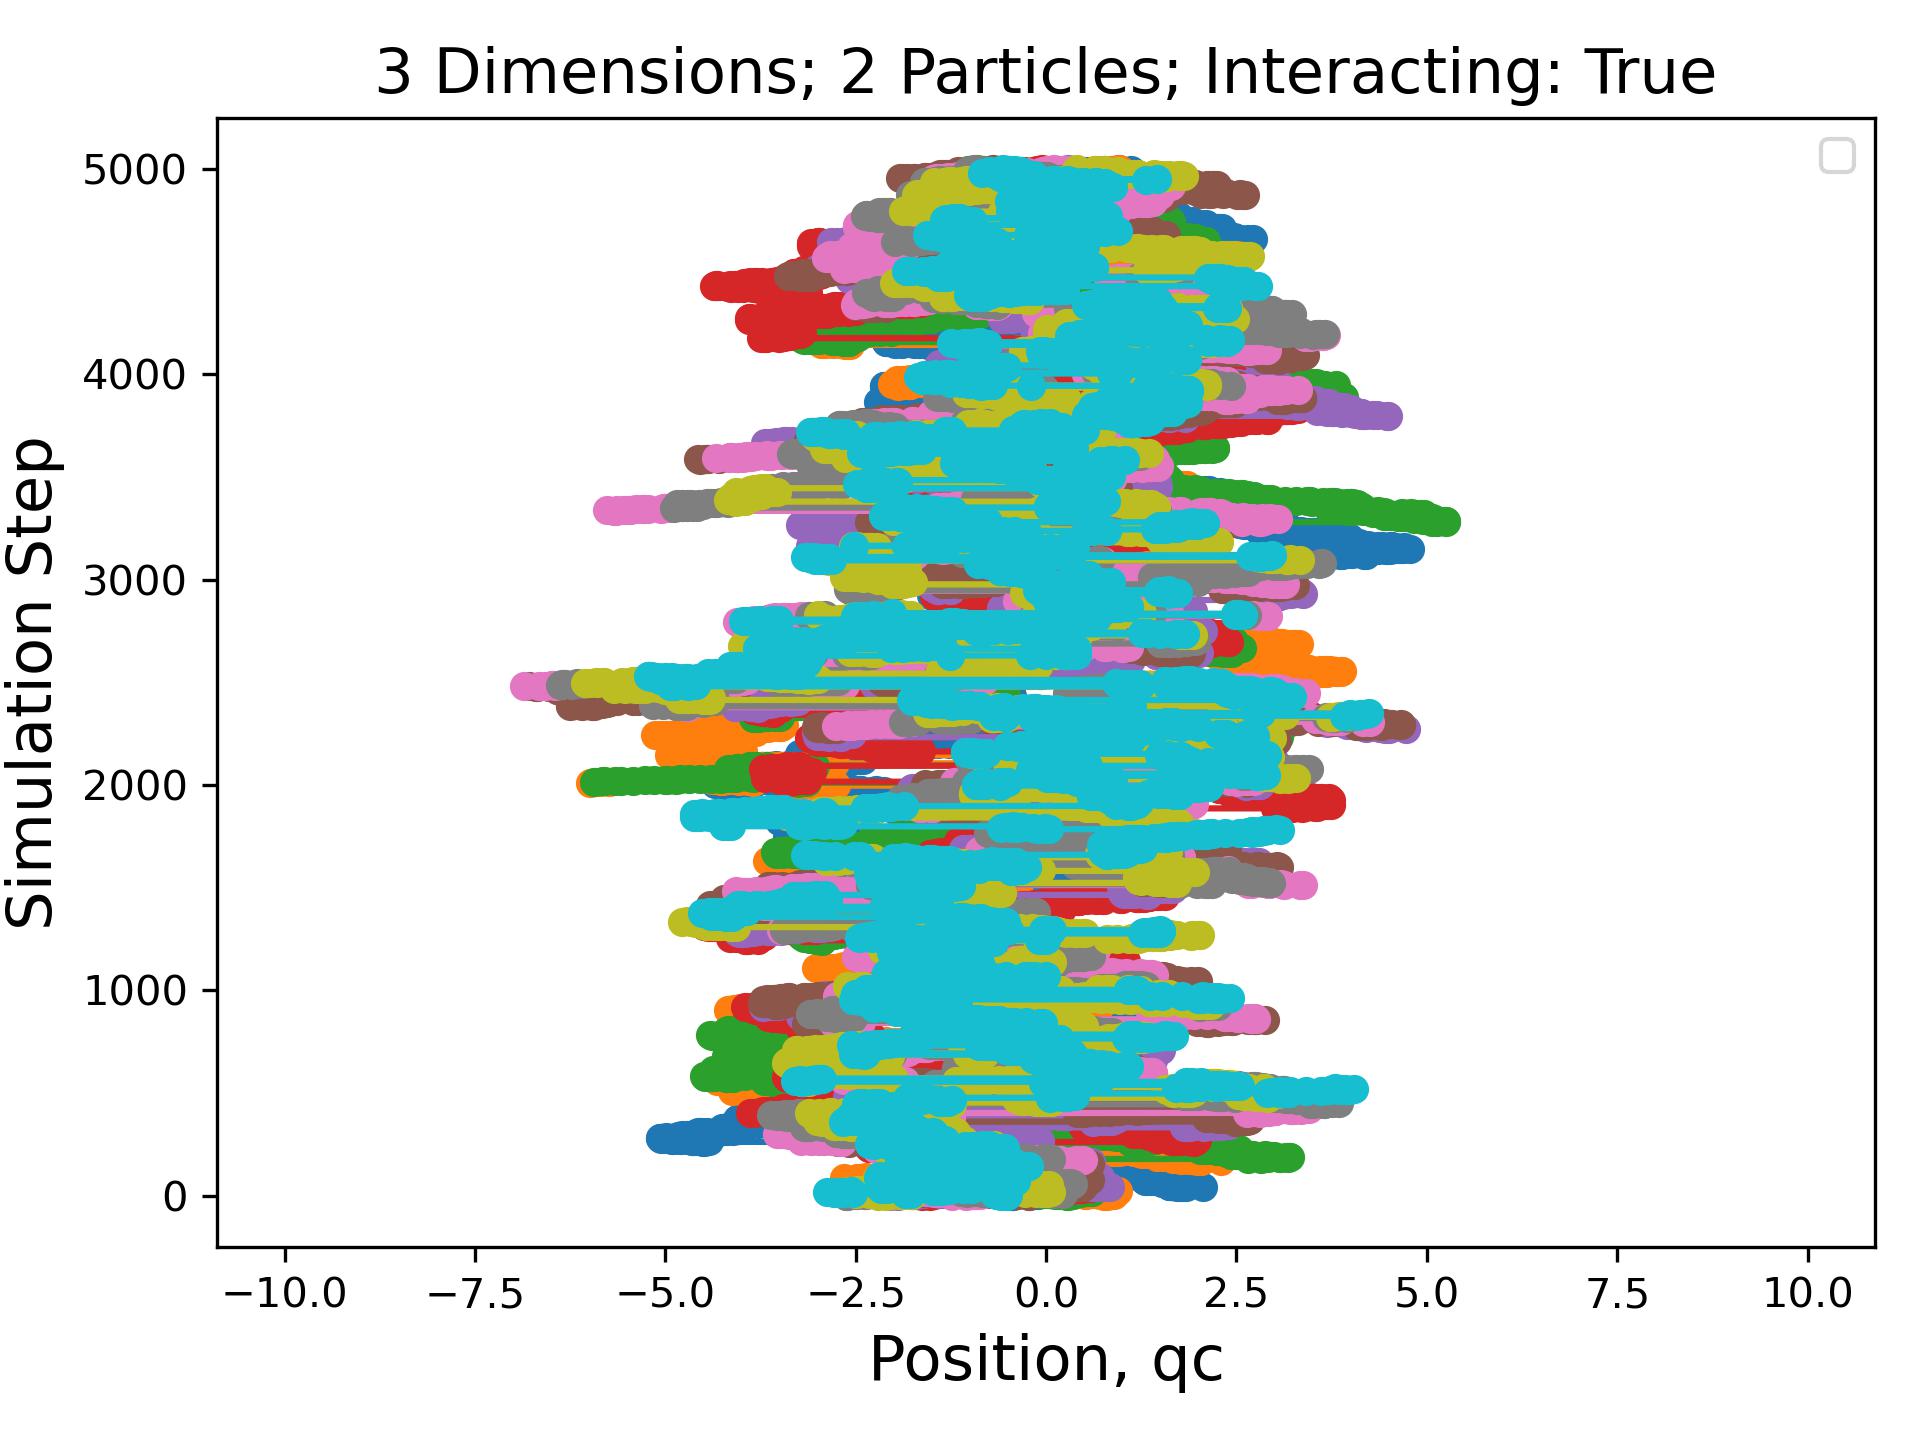 3 Dimensions; 2 Particles; Interacting: True
5000
4000
3000
2000
1000
0
Simulation Step
−10.0 −7.5 −5.0 −2.5 0.0 2.5 5.0 7.5 10.0
Position, qc